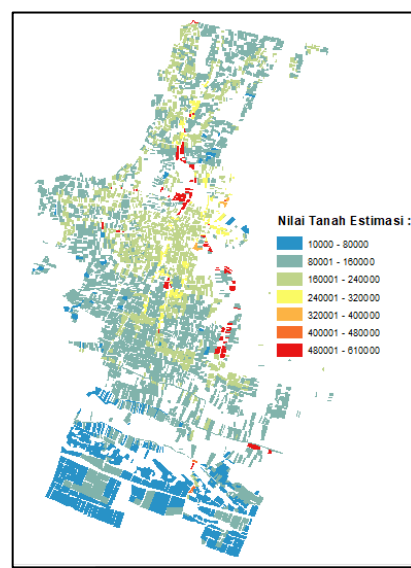 Nilai Tanah Estimasi :
10000 - 80000
80001 - 160000
160001 - 240000
240001 - 320000
320001 - 400000
400001 - 480000
480001 - 610000